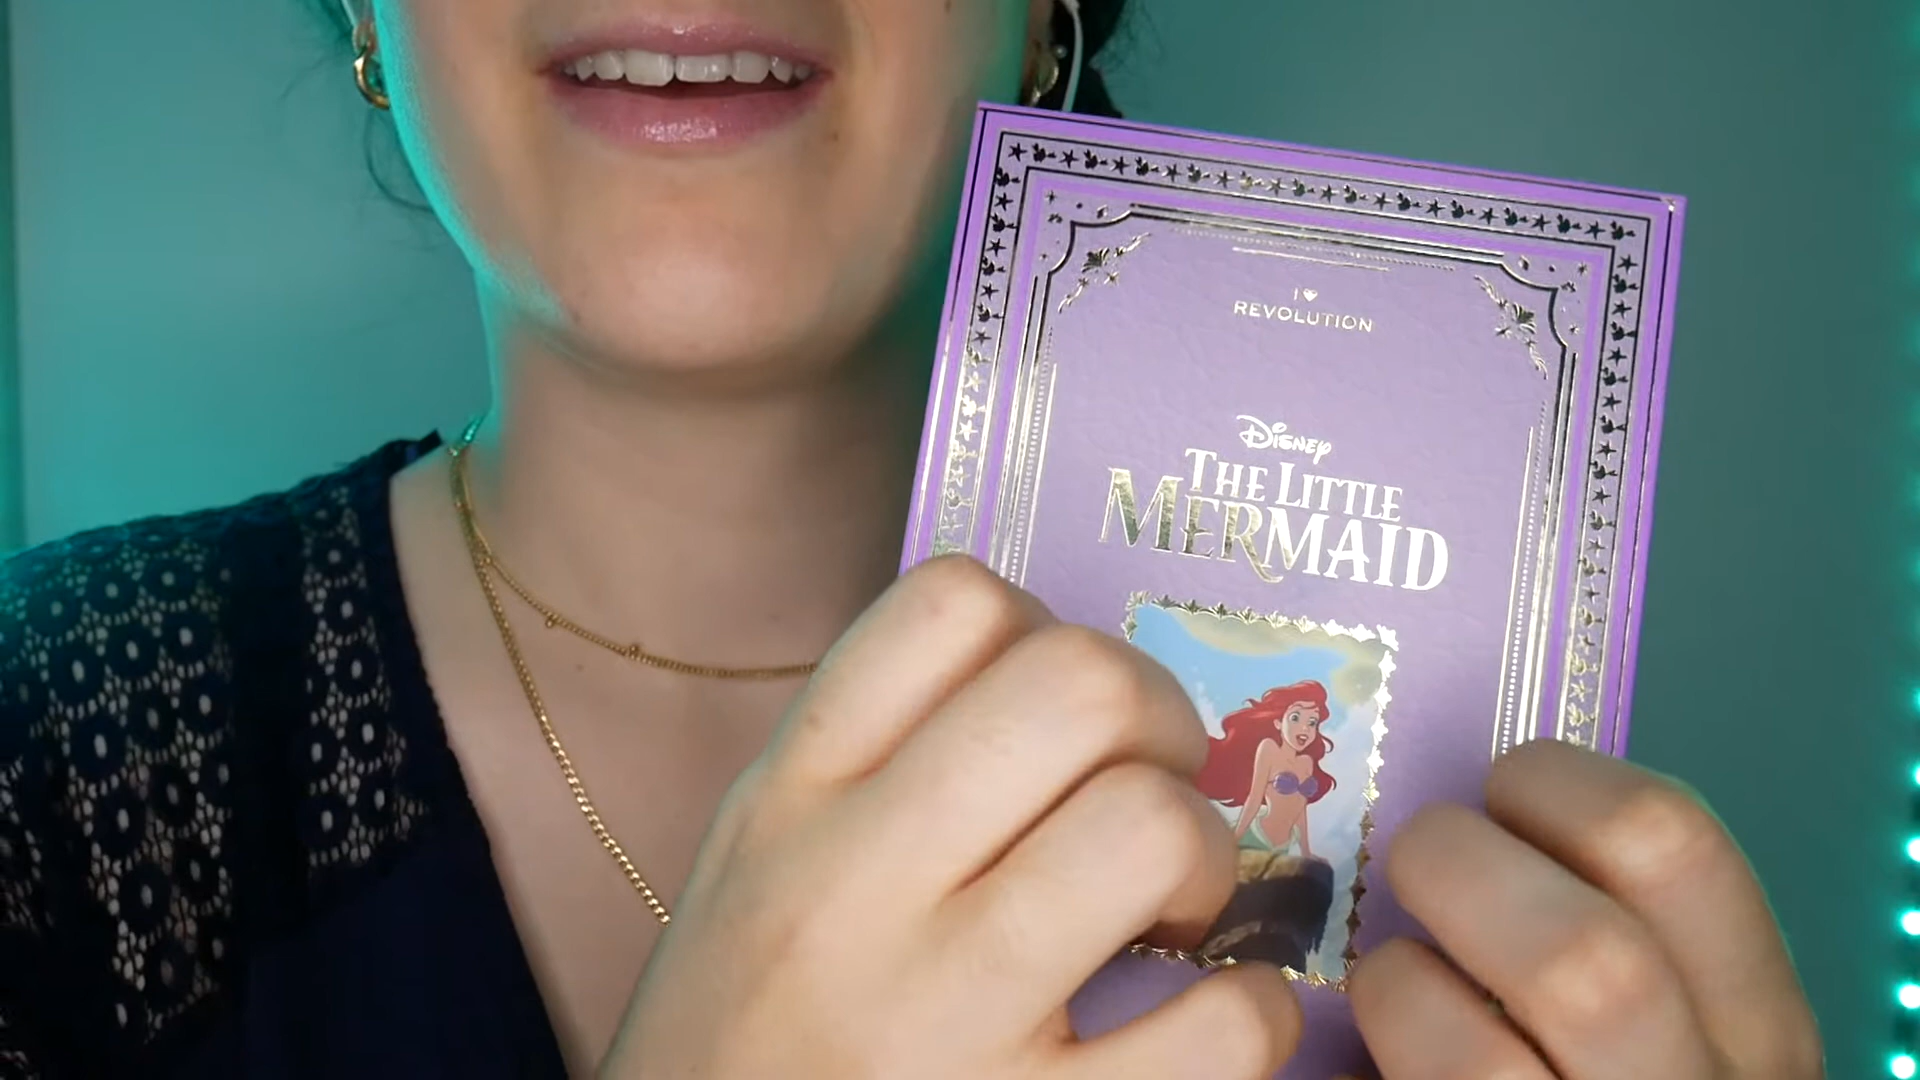 I ♥
REVOLUTION
Disney
THE LITTLE
MERMAID